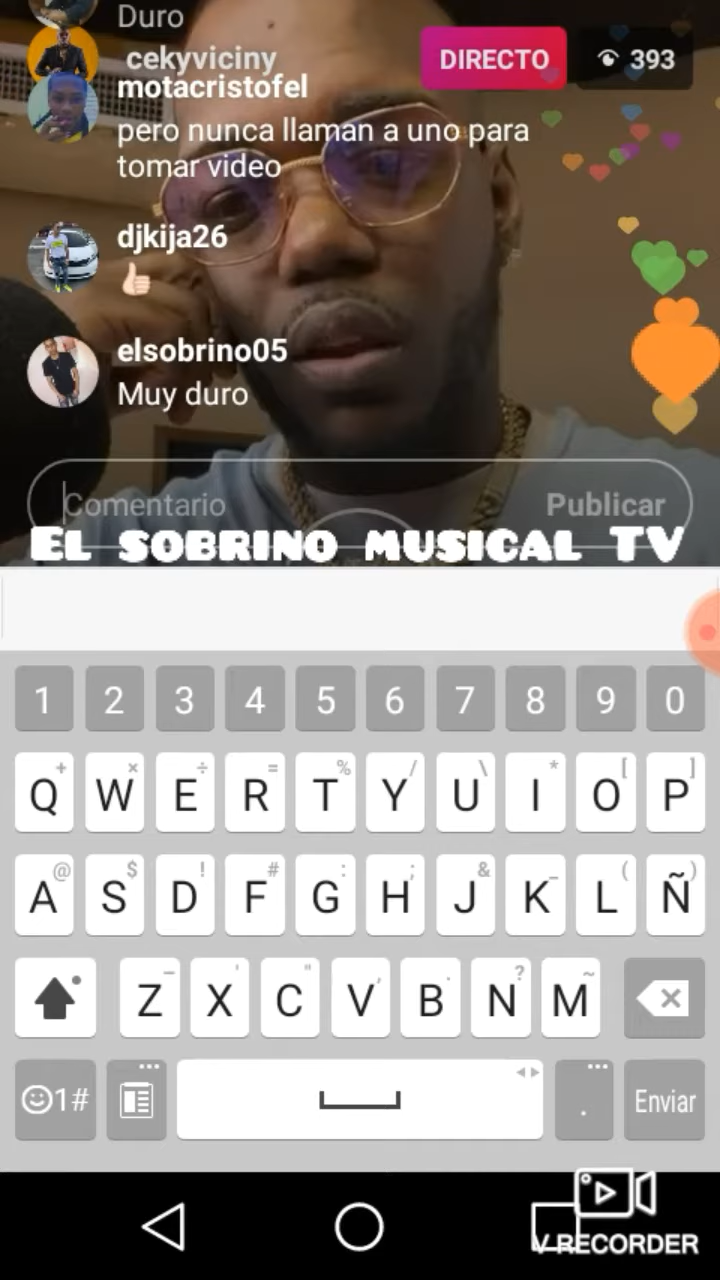 Duro
cekyviciny
DIRECTO
393
motacristofel
pero nunca llaman a uno para
tomar video
djkija26
elsobrino05
Muy duro
Comentario
Publicar
EL SOBRINO MUSICAL TV
1 2 3 4 5 6 7 8 9 0
+ × ÷ = % / \ * [ ]
Q W E R T Y U I O P
@ $ ! # : ; & _ ( )
A S D F G H J K L Ñ
- ' " , . ? ~
Z X C V B N M
1#
.
Enviar
V RECORDER